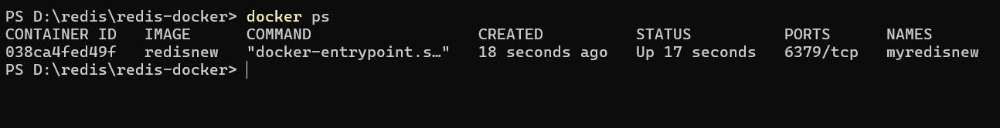 PS D:\redis\redis-docker> docker ps
CONTAINER ID   IMAGE      COMMAND                  CREATED          STATUS          PORTS      NAMES
038ca4fed49f   redisnew   "docker-entrypoint.s…"   18 seconds ago   Up 17 seconds   6379/tcp   myredisnew
PS D:\redis\redis-docker>